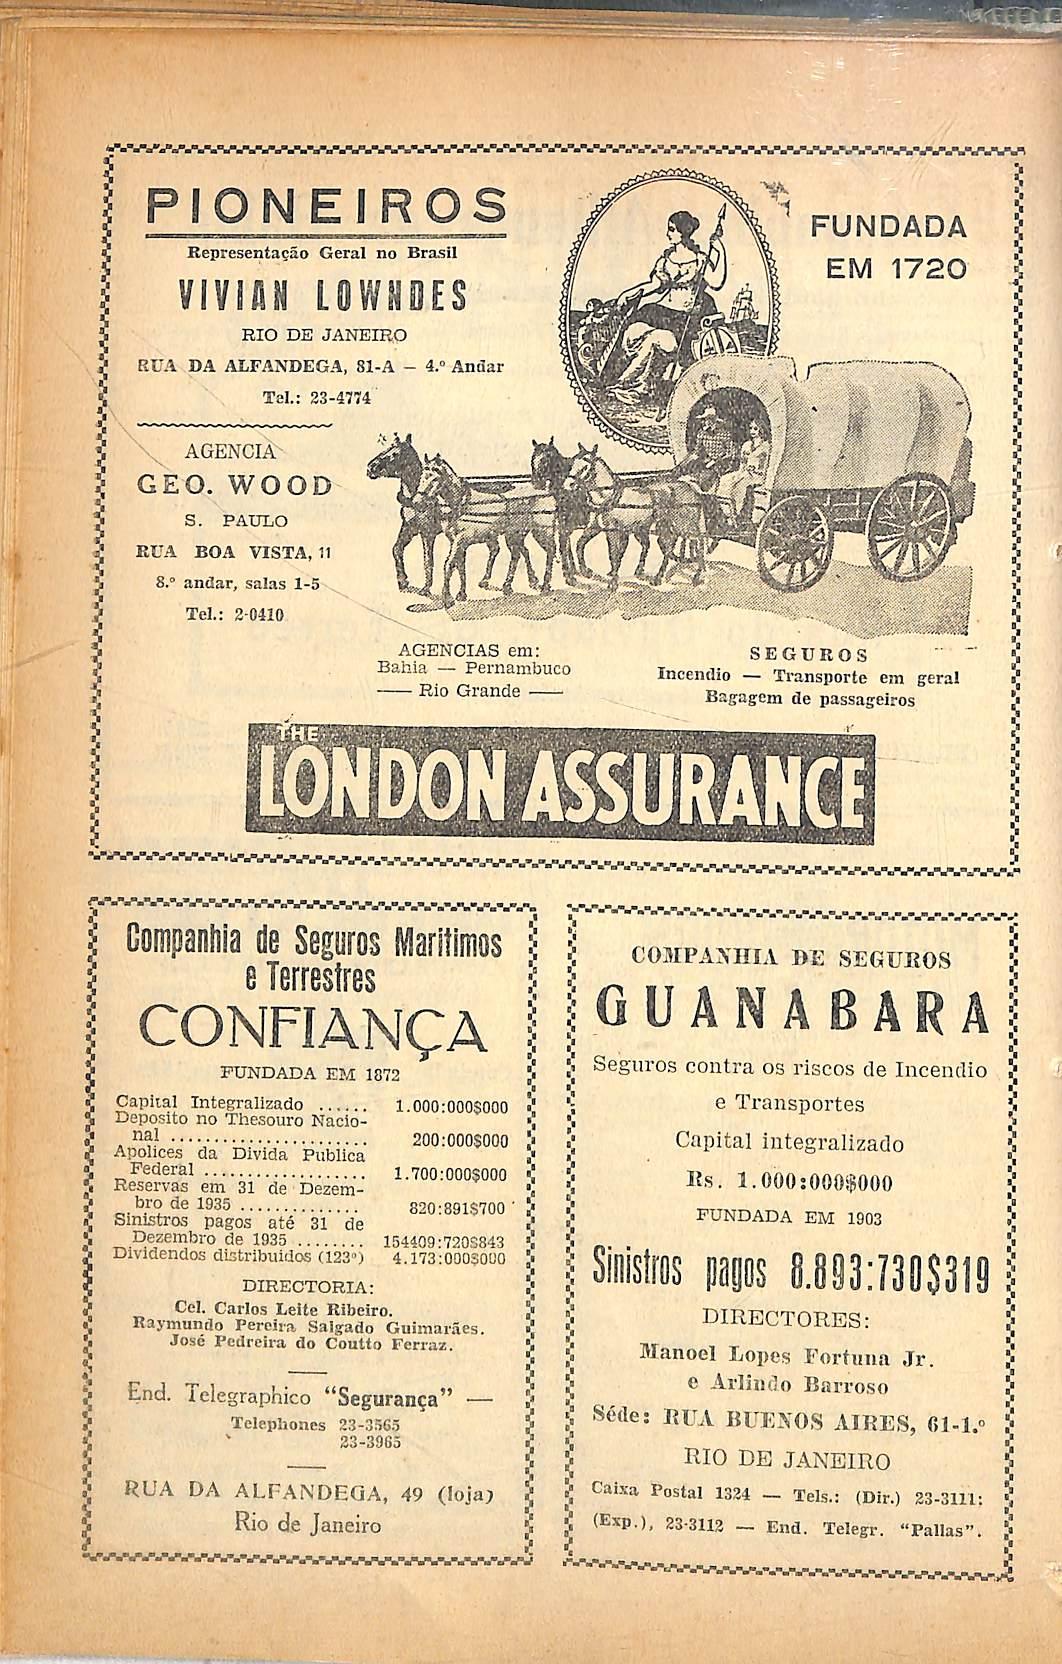 PIONEIROS
Representação Geral no Brasil
VIVIAN LOWNDES
RIO DE JANEIRO
RUA DA ALFANDEGA, 81-A — 4.º Andar
Tel.: 23-4774
AGENCIA
GEO. WOOD
S. PAULO
RUA BOA VISTA, 11
8.º andar, salas 1-5
Tel.: 2-0410
FUNDADA
EM 1720
AGENCIAS em:
Bahia — Pernambuco
—— Rio Grande ——
SEGUROS
Incendio — Transporte em geral
Bagagem de passageiros
THE
LONDON ASSURANCE
Companhia de Seguros Maritimos
e Terrestres
CONFIANÇA
FUNDADA EM 1872
Capital Integralizado ...... 1.000:000$000
Deposito no Thesouro Nacio-
nal ....................... 200:000$000
Apolices da Divida Publica
Federal ................... 1.700:000$000
Reservas em 31 de Dezem-
bro de 1935 .............. 820:891$700
Sinistros pagos até 31 de
Dezembro de 1935 ........ 154409:720$843
Dividendos distribuidos (123º) 4.173:000$000
DIRECTORIA:
Cel. Carlos Leite Ribeiro.
Raymundo Pereira Salgado Guimarães.
José Pedreira do Coutto Ferraz.
End. Telegraphico "Segurança" —
Telephones 23-3565
23-3965
RUA DA ALFANDEGA, 49 (loja)
Rio de Janeiro
COMPANHIA DE SEGUROS
GUANABARA
Seguros contra os riscos de Incendio
e Transportes
Capital integralizado
Rs. 1.000:000$000
FUNDADA EM 1903
Sinistros pagos 8.893:730$319
DIRECTORES:
Manoel Lopes Fortuna Jr.
e Arlindo Barroso
Séde: RUA BUENOS AIRES, 61-1.º
RIO DE JANEIRO
Caixa Postal 1324 — Tels.: (Dir.) 23-3111:
(Exp.), 23-3112 — End. Telegr. "Pallas".